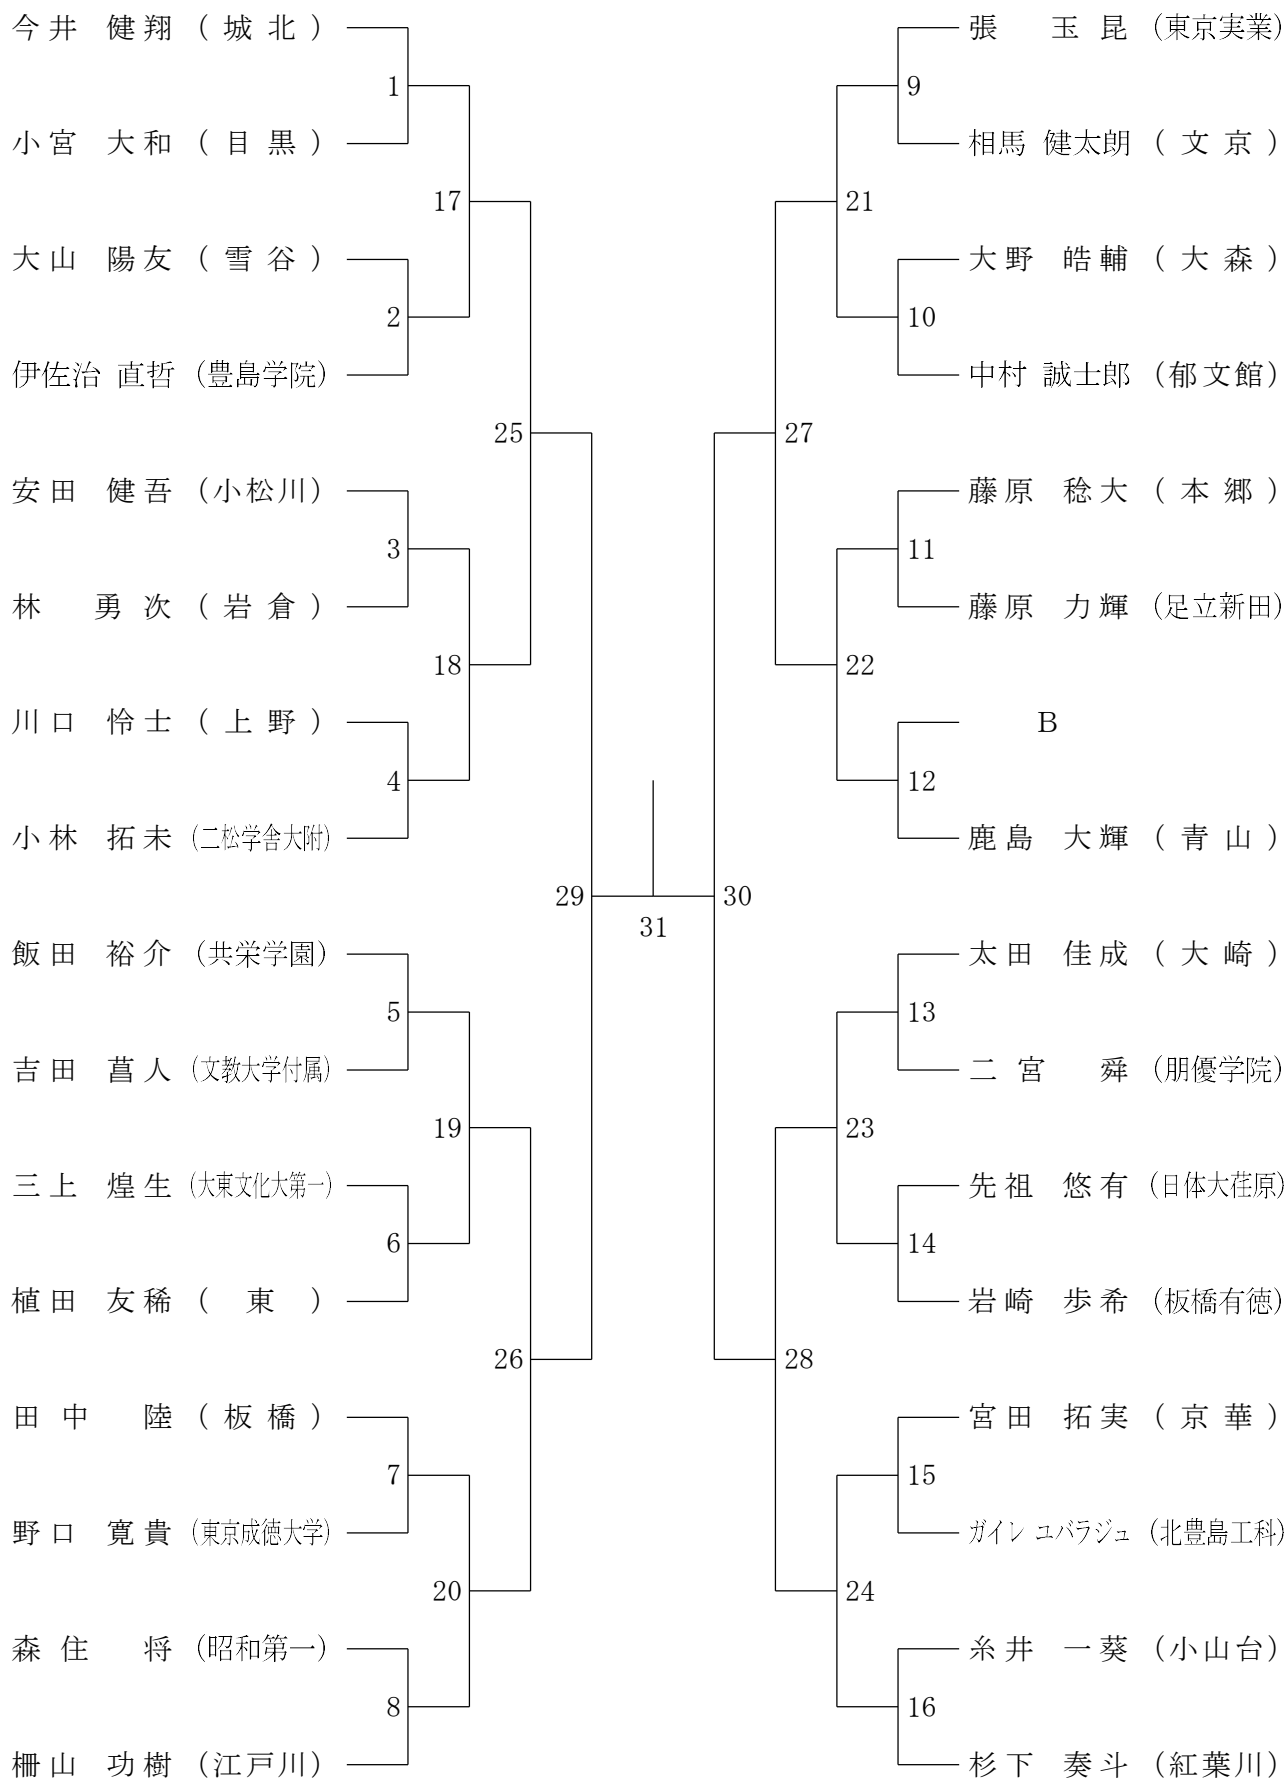 今井 健翔 (城北)
1
小宮 大和 (目黒)
17
大山 陽友 (雪谷)
2
伊佐治 直哲 (豊島学院)
25
安田 健吾 (小松川)
3
林 勇次 (岩倉)
18
川口 怜士 (上野)
4
小林 拓未 (二松学舎大附)
29
飯田 裕介 (共栄学園)
5
吉田 菖人 (文教大学付属)
19
三上 煌生 (大東文化大第一)
6
植田 友稀 (東)
26
田中 陸 (板橋)
7
野口 寛貴 (東京成徳大学)
20
森住 将 (昭和第一)
8
柵山 功樹 (江戸川)
31
張 玉昆 (東京実業)
9
相馬 健太朗 (文京)
21
大野 皓輔 (大森)
10
中村 誠士郎 (郁文館)
27
藤原 稔大 (本郷)
11
藤原 力輝 (足立新田)
22
B
12
鹿島 大輝 (青山)
30
太田 佳成 (大崎)
13
二宮 舜 (朋優学院)
23
先祖 悠有 (日体大荏原)
14
岩崎 歩希 (板橋有徳)
28
宮田 拓実 (京華)
15
ガイレ ユバラジュ (北豊島工科)
24
糸井 一葵 (小山台)
16
杉下 奏斗 (紅葉川)